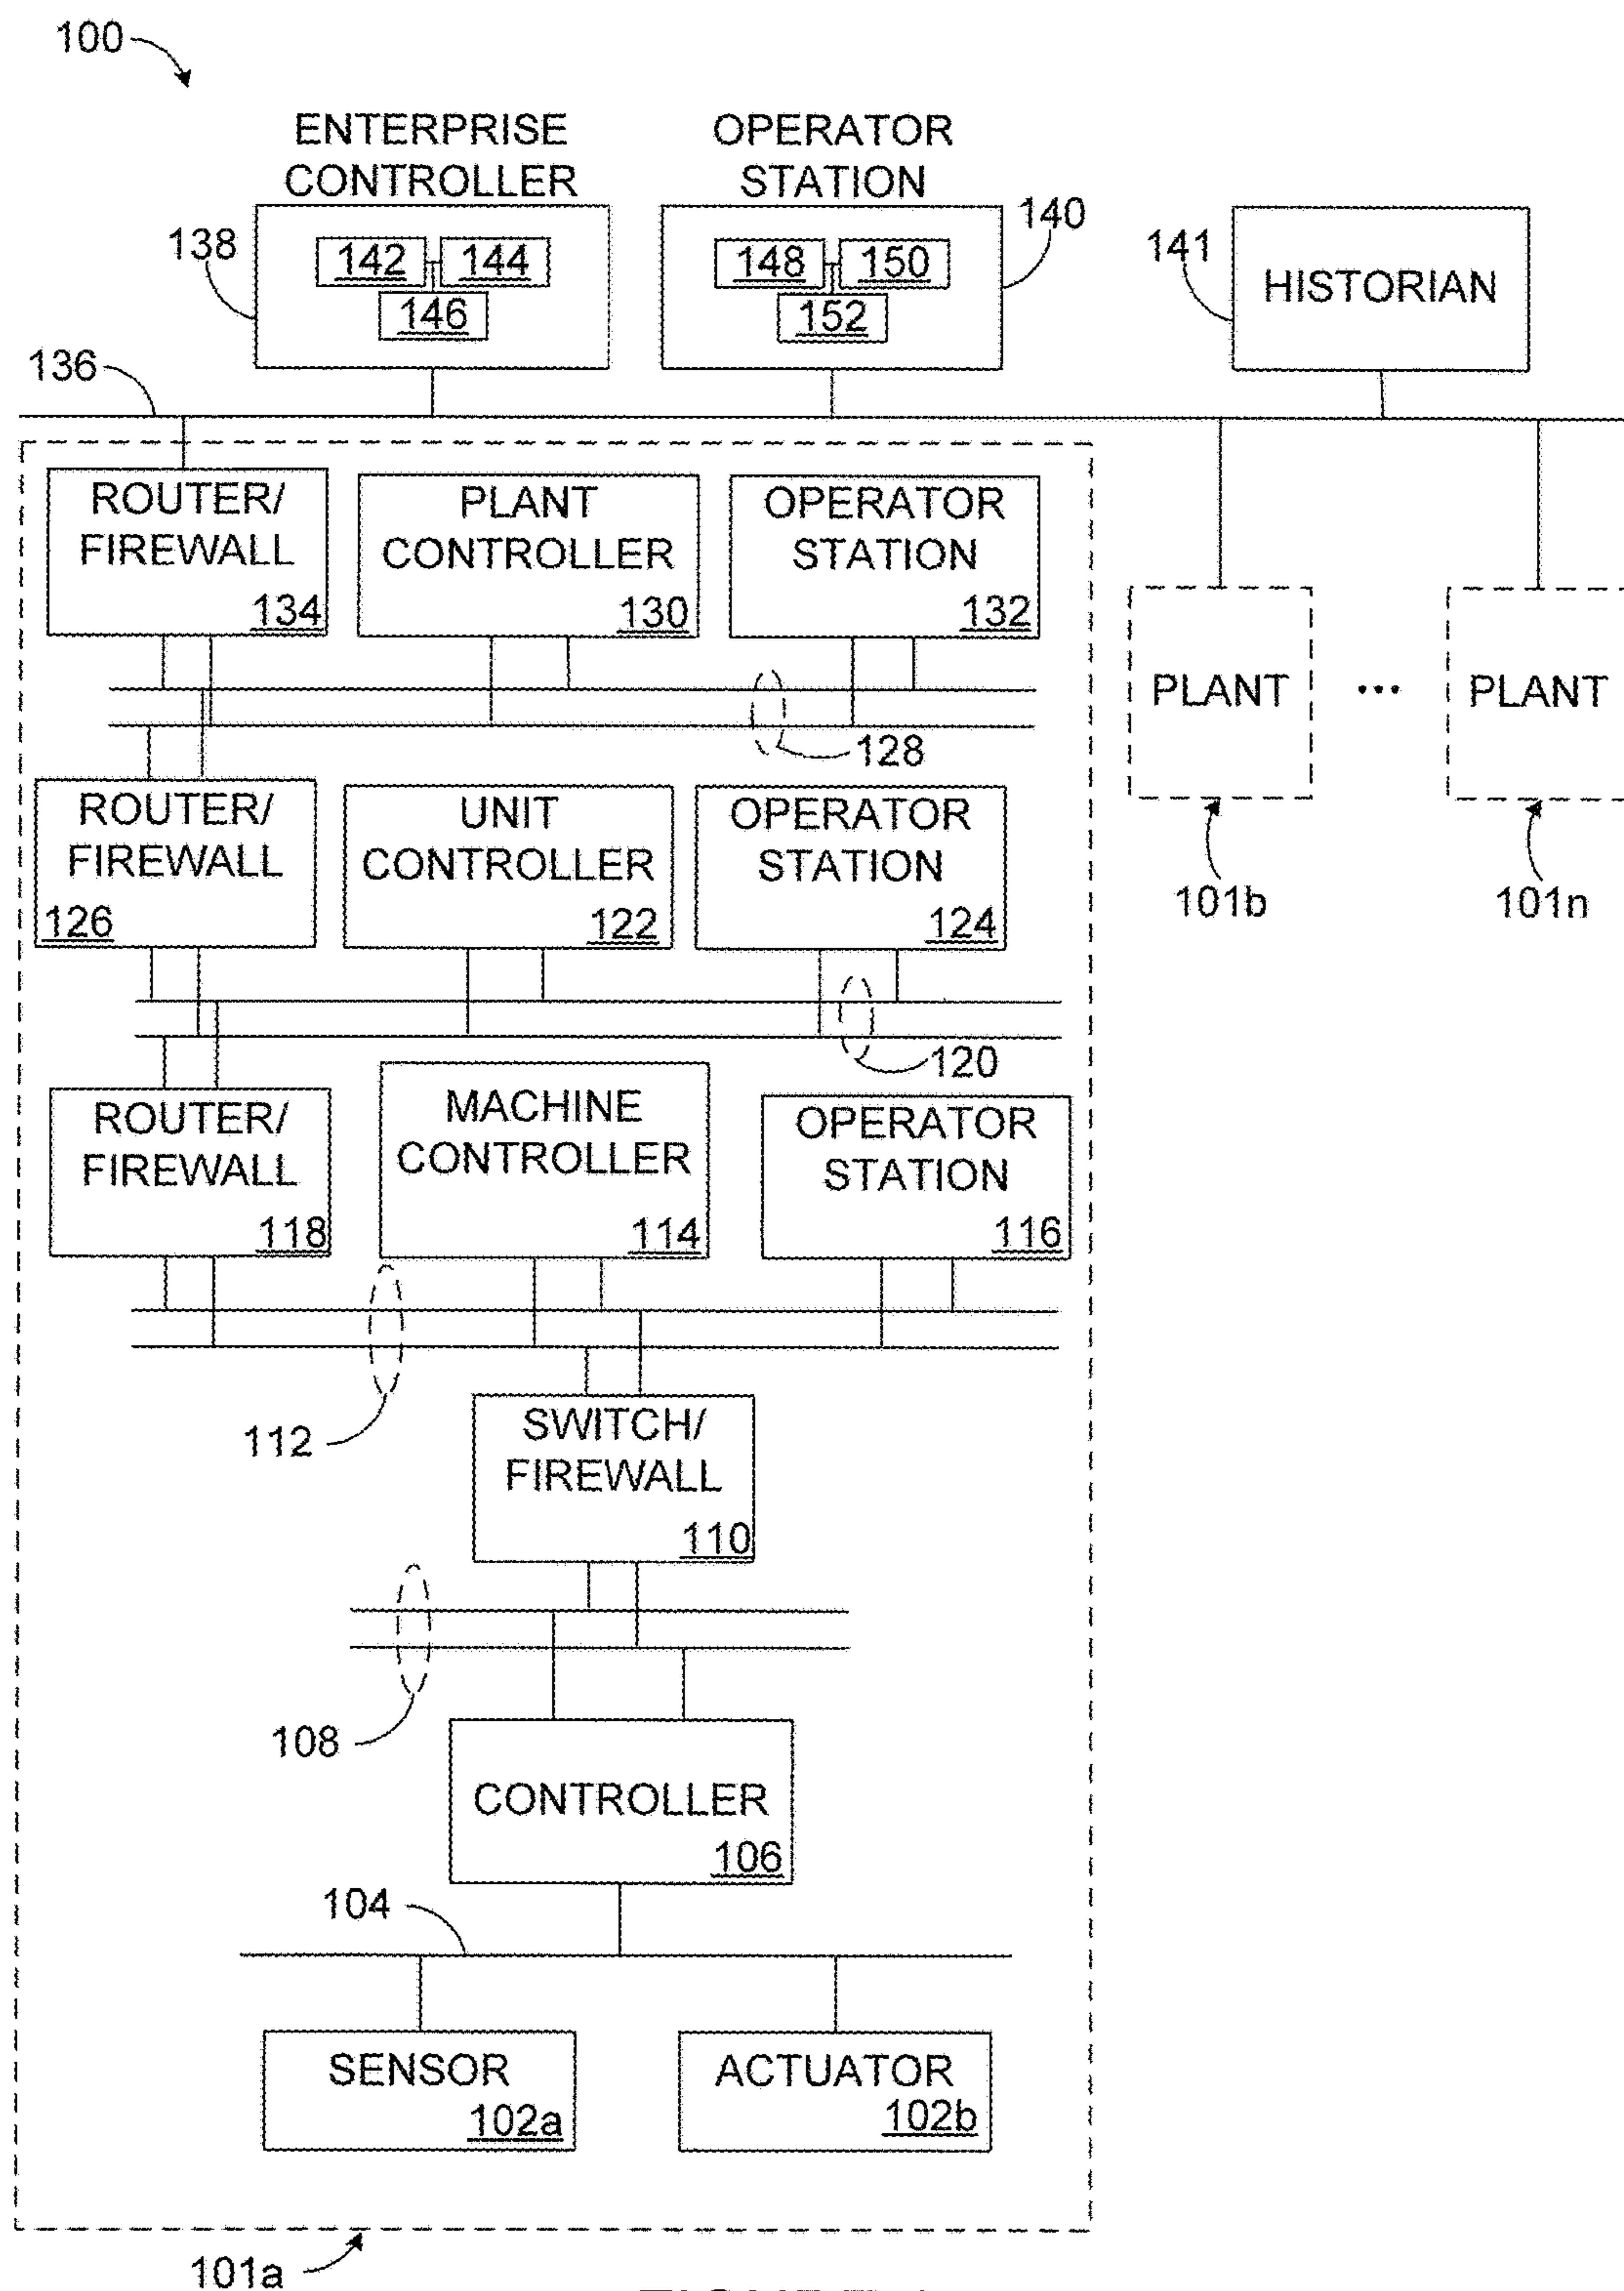 100
ENTERPRISE
CONTROLLER
OPERATOR
STATION
138
142
144
146
148
150
152
140
141
HISTORIAN
136
ROUTER/
FIREWALL
134
PLANT
CONTROLLER
130
OPERATOR
STATION
132
128
PLANT
...
PLANT
101b
101n
ROUTER/
FIREWALL
126
UNIT
CONTROLLER
122
OPERATOR
STATION
124
120
ROUTER/
FIREWALL
118
MACHINE
CONTROLLER
114
OPERATOR
STATION
116
112
SWITCH/
FIREWALL
110
108
CONTROLLER
106
104
SENSOR
102a
ACTUATOR
102b
101a